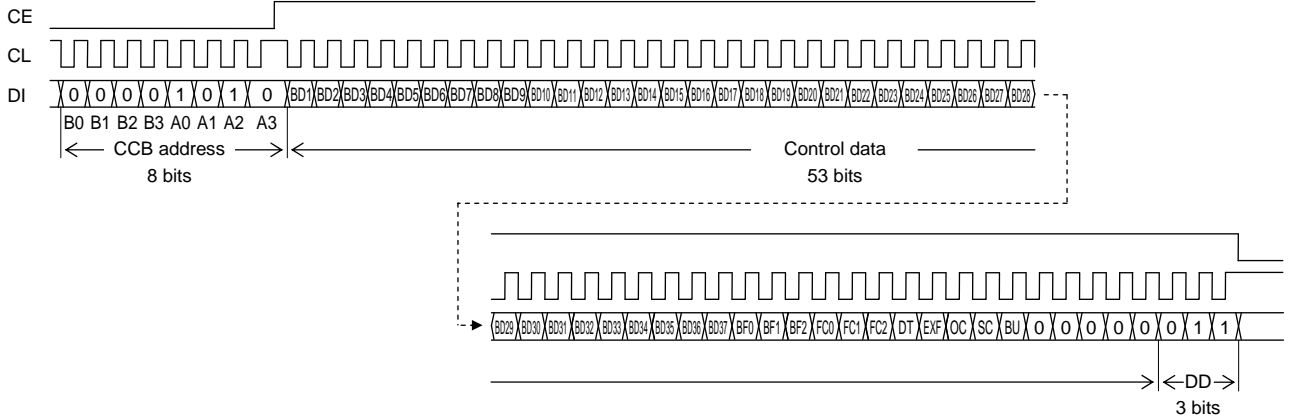 CE
CL
DI 0 0 0 0 1 0 1 0 BD1 BD2 BD3 BD4 BD5 BD6 BD7 BD8 BD9 BD10 BD11 BD12 BD13 BD14 BD15 BD16 BD17 BD18 BD19 BD20 BD21 BD22 BD23 BD24 BD25 BD26 BD27 BD28
B0 B1 B2 B3 A0 A1 A2 A3
CCB address Control data
8 bits 53 bits
BD29 BD30 BD31 BD32 BD33 BD34 BD35 BD36 BD37 BF0 BF1 BF2 FC0 FC1 FC2 DT EXF OC SC BU 0 0 0 0 0 0 1 1
DD
3 bits